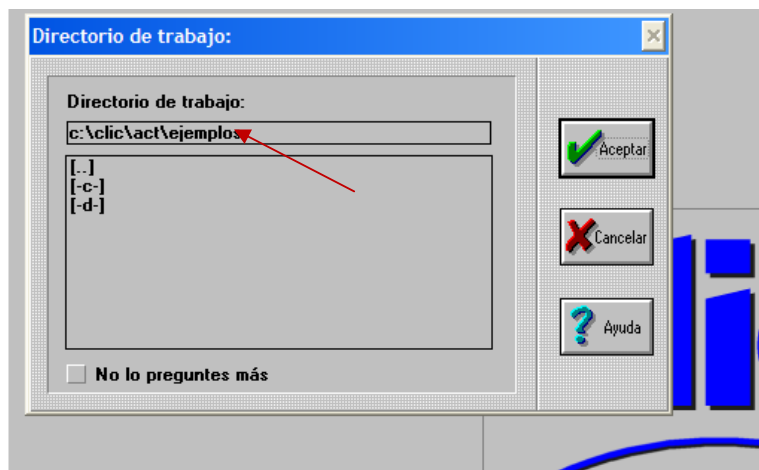 Directorio de trabajo:
Directorio de trabajo:
c:\clic\act\ejemplos
[..]
[-c-]
[-d-]
No lo preguntes más
Aceptar
Cancelar
Ayuda